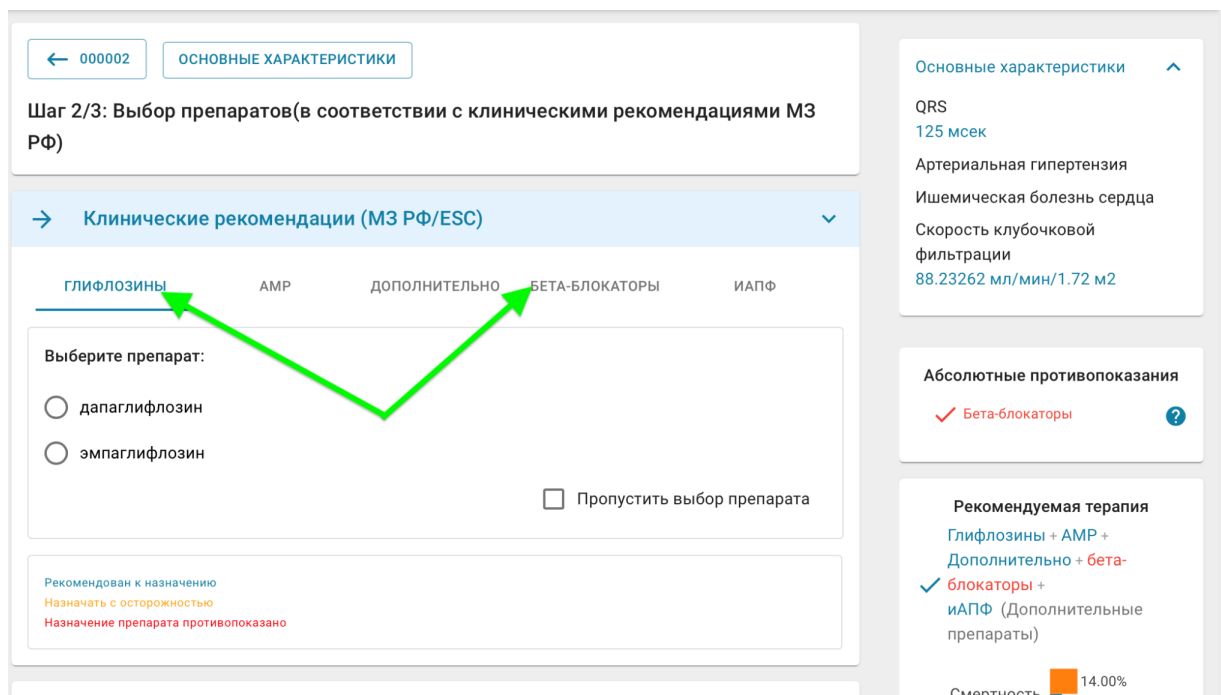 ← 000002
ОСНОВНЫЕ ХАРАКТЕРИСТИКИ
Шаг 2/3: Выбор препаратов(в соответствии с клиническими рекомендациями МЗ
РФ)
Клинические рекомендации (МЗ РФ/ESC)
ГЛИФЛОЗИНЫ
АМР
ДОПОЛНИТЕЛЬНО
БЕТА-БЛОКАТОРЫ
ИАПФ
Выберите препарат:
дапаглифлозин
эмпаглифлозин
Пропустить выбор препарата
Рекомендован к назначению
Назначать с осторожностью
Назначение препарата противопоказано
Основные характеристики
QRS
125 мсек
Артериальная гипертензия
Ишемическая болезнь сердца
Скорость клубочковой
фильтрации
88.23262 мл/мин/1.72 м2
Абсолютные противопоказания
Бета-блокаторы
?
Рекомендуемая терапия
Глифлозины + АМР +
Дополнительно + бета-
блокаторы +
иАПФ (Дополнительные
препараты)
14.00%
Смертность